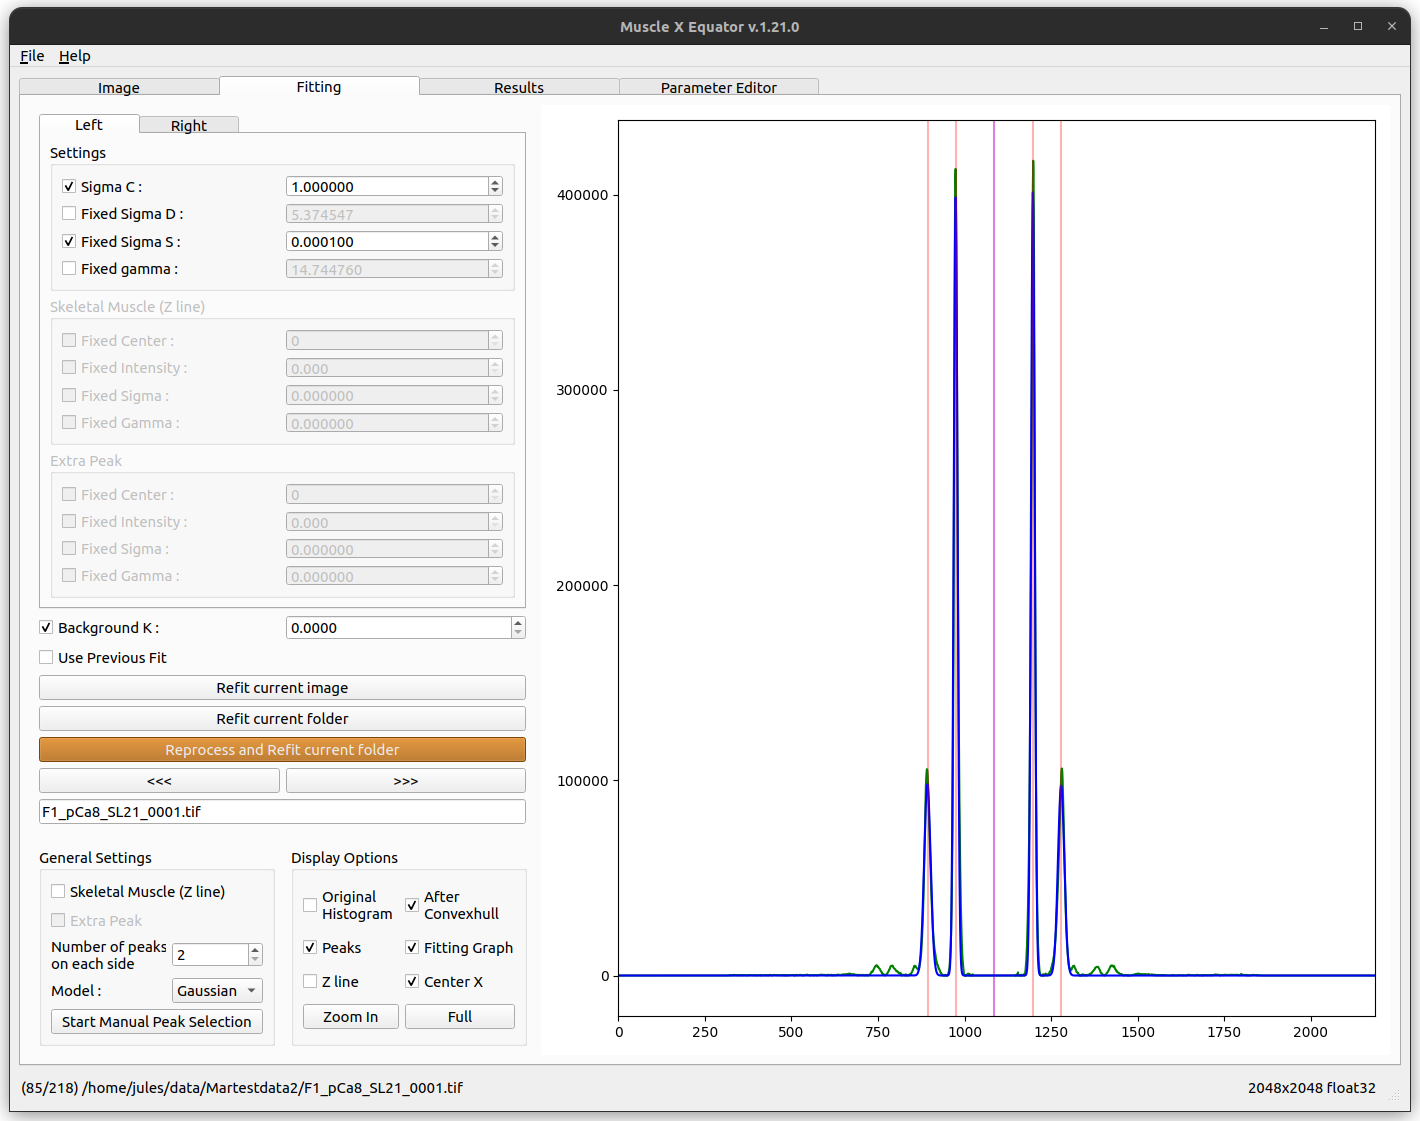 Muscle X Equator v.1.21.0
File Help
Image Fitting Results Parameter Editor
Left Right
Settings
Sigma C : 1.000000
Fixed Sigma D : 5.374547
Fixed Sigma S : 0.000100
Fixed gamma : 14.744760
Skeletal Muscle (Z line)
Fixed Center : 0
Fixed Intensity : 0.000
Fixed Sigma : 0.000000
Fixed Gamma : 0.000000
Extra Peak
Fixed Center : 0
Fixed Intensity : 0.000
Fixed Sigma : 0.000000
Fixed Gamma : 0.000000
Background K : 0.0000
Use Previous Fit
Refit current image
Refit current folder
Reprocess and Refit current folder
<<< >>>
F1_pCa8_SL21_0001.tif
General Settings
Skeletal Muscle (Z line)
Extra Peak
Number of peaks
on each side 2
Model : Gaussian
Start Manual Peak Selection
Display Options
Original
Histogram
After
Convexhull
Peaks Fitting Graph
Z line Center X
Zoom In Full
400000
300000
200000
100000
0
0 250 500 750 1000 1250 1500 1750 2000
(85/218) /home/jules/data/Martestdata2/F1_pCa8_SL21_0001.tif 2048x2048 float32